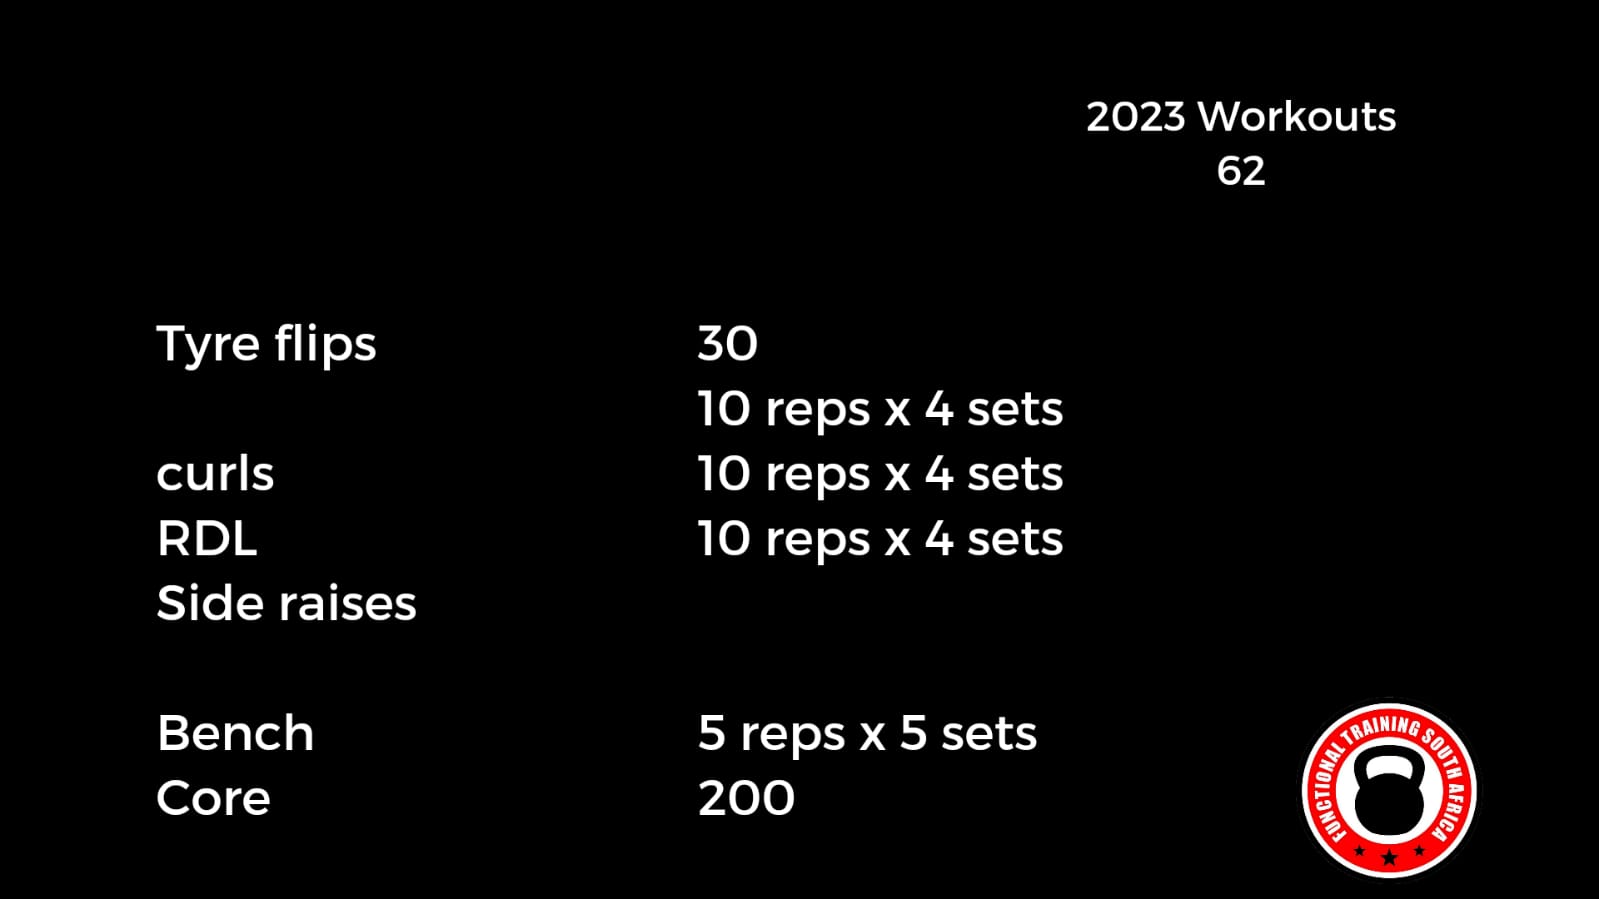 2023 Workouts
62
Tyre flips 30
10 reps x 4 sets
curls 10 reps x 4 sets
RDL 10 reps x 4 sets
Side raises
Bench 5 reps x 5 sets
Core 200
FUNCTIONAL TRAINING SOUTH AFRICA